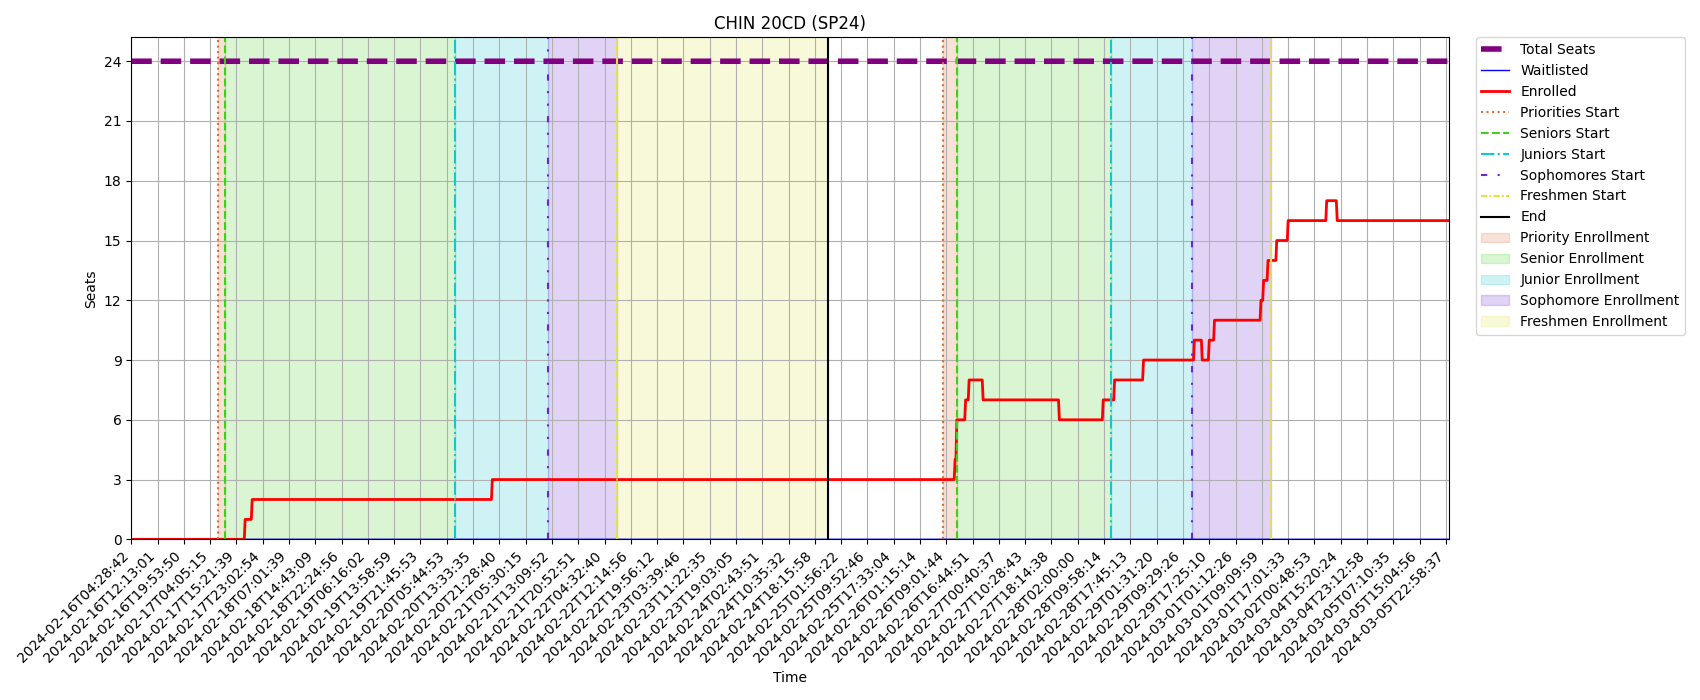 CHIN 20CD (SP24)
Seats
24
21
18
15
12
9
6
3
0
2024-02-16T04:28:42
2024-02-16T12:13:01
2024-02-16T19:53:50
2024-02-17T04:05:15
2024-02-17T15:21:39
2024-02-17T23:02:54
2024-02-18T07:01:39
2024-02-18T14:43:09
2024-02-18T22:24:56
2024-02-19T06:16:02
2024-02-19T13:58:59
2024-02-19T21:45:53
2024-02-20T05:44:53
2024-02-20T13:33:35
2024-02-20T21:28:40
2024-02-21T05:30:15
2024-02-21T13:09:52
2024-02-21T20:52:51
2024-02-22T04:32:40
2024-02-22T12:14:56
2024-02-22T19:56:12
2024-02-23T03:39:46
2024-02-23T11:22:35
2024-02-23T19:03:05
2024-02-24T02:43:51
2024-02-24T10:35:32
2024-02-24T18:15:58
2024-02-25T01:56:22
2024-02-25T09:52:46
2024-02-25T17:33:04
2024-02-26T01:15:14
2024-02-26T09:01:44
2024-02-26T16:44:51
2024-02-27T00:40:37
2024-02-27T10:28:43
2024-02-27T18:14:38
2024-02-28T02:00:00
2024-02-28T09:58:14
2024-02-28T17:45:13
2024-02-29T01:31:20
2024-02-29T09:29:26
2024-02-29T17:25:10
2024-03-01T01:12:26
2024-03-01T09:09:59
2024-03-01T17:01:33
2024-03-02T00:48:53
2024-03-04T15:20:24
2024-03-04T23:12:58
2024-03-05T07:10:35
2024-03-05T15:04:56
2024-03-05T22:58:37
Time
Total Seats
Waitlisted
Enrolled
Priorities Start
Seniors Start
Juniors Start
Sophomores Start
Freshmen Start
End
Priority Enrollment
Senior Enrollment
Junior Enrollment
Sophomore Enrollment
Freshmen Enrollment